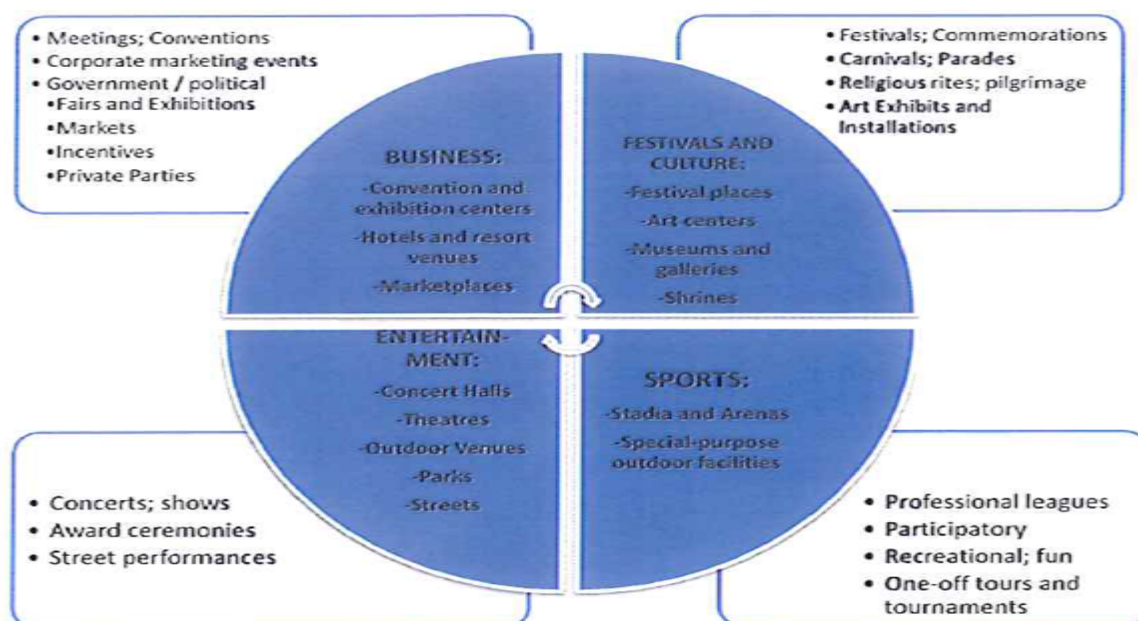 • Meetings; Conventions
• Corporate marketing events
• Government / political
•Fairs and Exhibitions
•Markets
•Incentives
•Private Parties
• Festivals; Commemorations
• Carnivals; Parades
• Religious rites; pilgrimage
• Art Exhibits and
Installations
BUSINESS:
-Convention and
exhibition centers
-Hotels and resort
venues
-Marketplaces
FESTIVALS AND
CULTURE:
-Festival places
-Art centers
-Museums and
galleries
-Shrines
ENTERTAIN-
MENT:
-Concert Halls
-Theatres
-Outdoor Venues
-Parks
-Streets
SPORTS:
-Stadia and Arenas
-Special-purpose
outdoor facilities
• Concerts; shows
• Award ceremonies
• Street performances
• Professional leagues
• Participatory
• Recreational; fun
• One-off tours and
tournaments